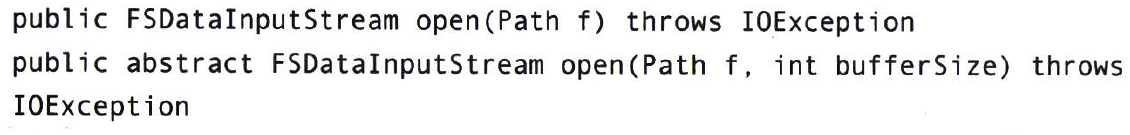 public FSDataInputStream open(Path f) throws IOException
public abstract FSDataInputStream open(Path f, int bufferSize) throws
IOException